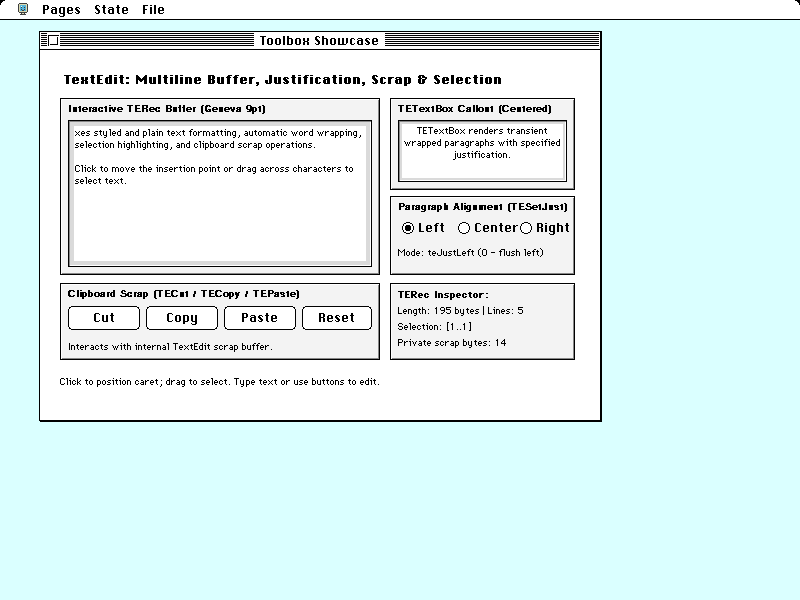 Pages State File
Toolbox Showcase
TextEdit: Multiline Buffer, Justification, Scrap & Selection
Interactive TERec Buffer (Geneva 9pt)
xes styled and plain text formatting, automatic word wrapping,
selection highlighting, and clipboard scrap operations.
Click to move the insertion point or drag across characters to
select text.
TETextBox Callout (Centered)
TETextBox renders transient
wrapped paragraphs with specified
justification.
Paragraph Alignment (TESetJust)
Left Center Right
Mode: teJustLeft (0 - flush left)
Clipboard Scrap (TECut / TECopy / TEPaste)
Cut Copy Paste Reset
Interacts with internal TextEdit scrap buffer.
TERec Inspector:
Length: 195 bytes | Lines: 5
Selection: [1..1]
Private scrap bytes: 14
Click to position caret; drag to select. Type text or use buttons to edit.